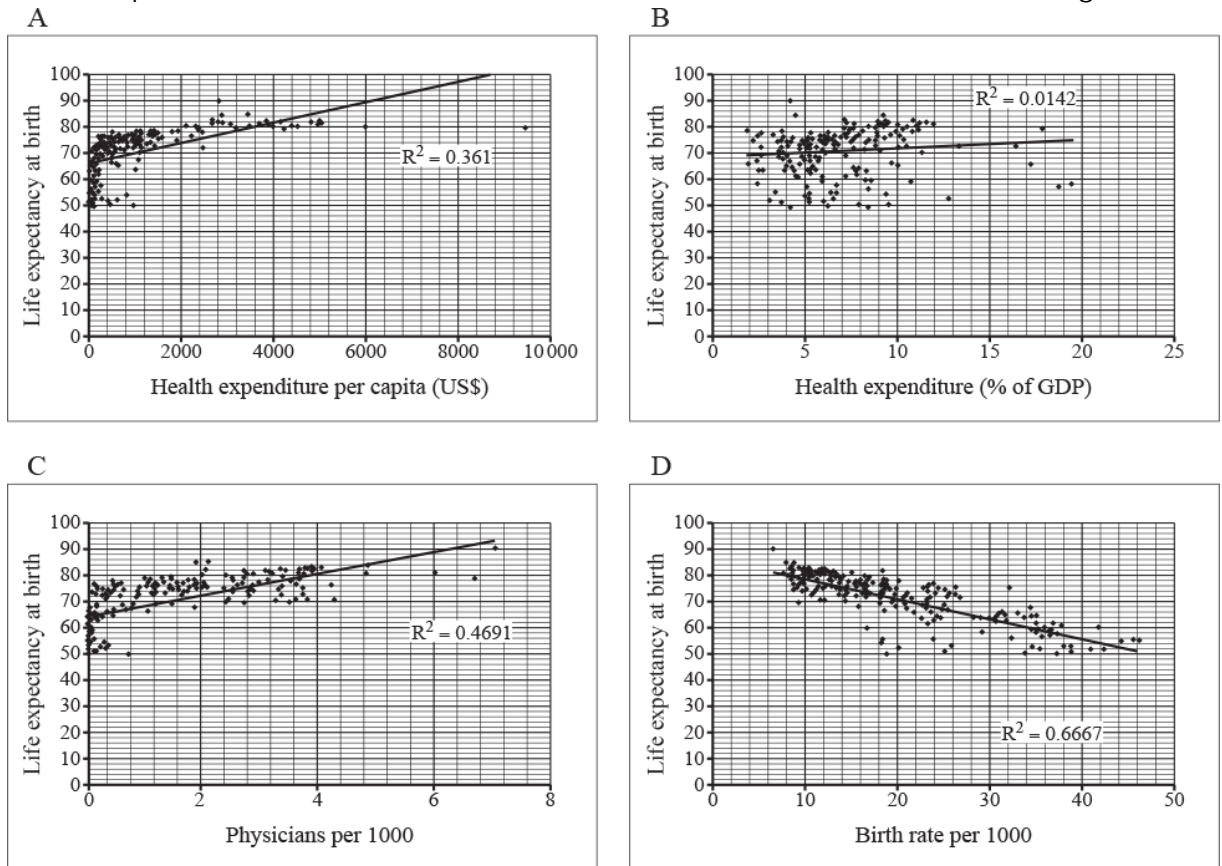 A
Life expectancy at birth
100
90
80
70
60
50
40
30
20
10
0
R² = 0.361
0 2000 4000 6000 8000 10 000
Health expenditure per capita (US$)
B
Life expectancy at birth
100
90
80
70
60
50
40
30
20
10
0
R² = 0.0142
0 5 10 15 20 25
Health expenditure (% of GDP)
C
Life expectancy at birth
100
90
80
70
60
50
40
30
20
10
0
R² = 0.4691
0 2 4 6 8
Physicians per 1000
D
Life expectancy at birth
100
90
80
70
60
50
40
30
20
10
0
R² = 0.6667
0 10 20 30 40 50
Birth rate per 1000